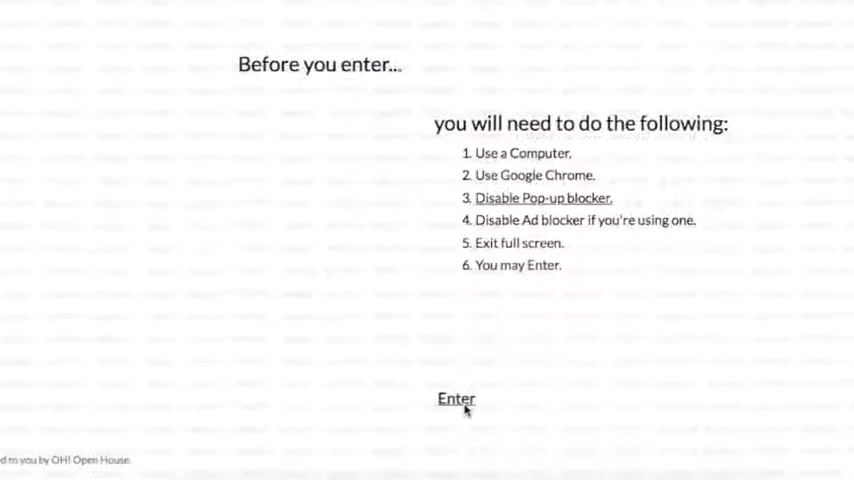 Before you enter...
you will need to do the following:
1. Use a Computer.
2. Use Google Chrome.
3. Disable Pop-up blocker.
4. Disable Ad blocker if you're using one.
5. Exit full screen.
6. You may Enter.
Enter
to you by OH! Open House